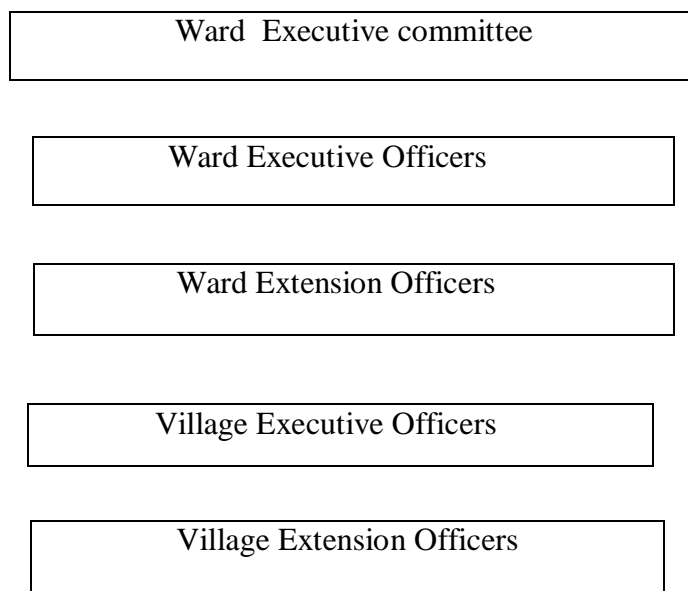 Ward Executive committee
Ward Executive Officers
Ward Extension Officers
Village Executive Officers
Village Extension Officers